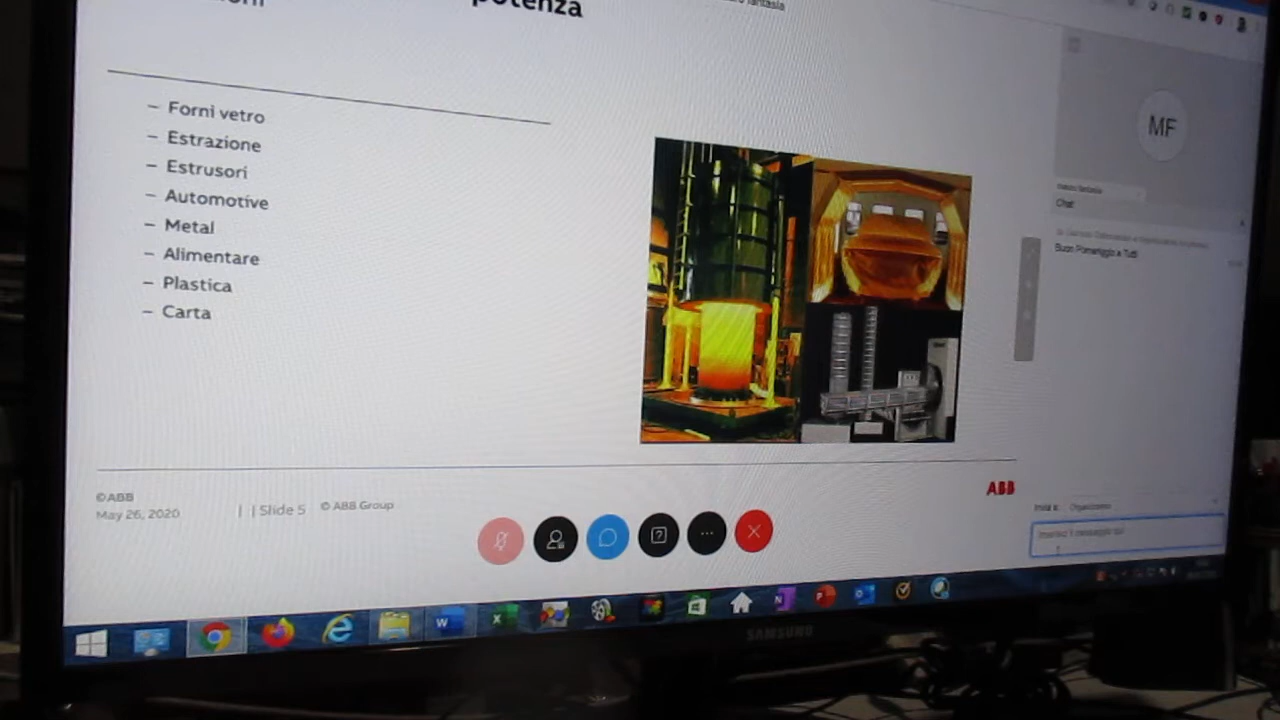 potenza
– Forni vetro
– Estrazione
– Estrusori
– Automotive
– Metal
– Alimentare
– Plastica
– Carta
©ABB
May 26, 2020
| | Slide 5
© ABB Group
ABB
MF
Chat
Buon Pomeriggio a Tutti
Invia a:
SAMSUNG